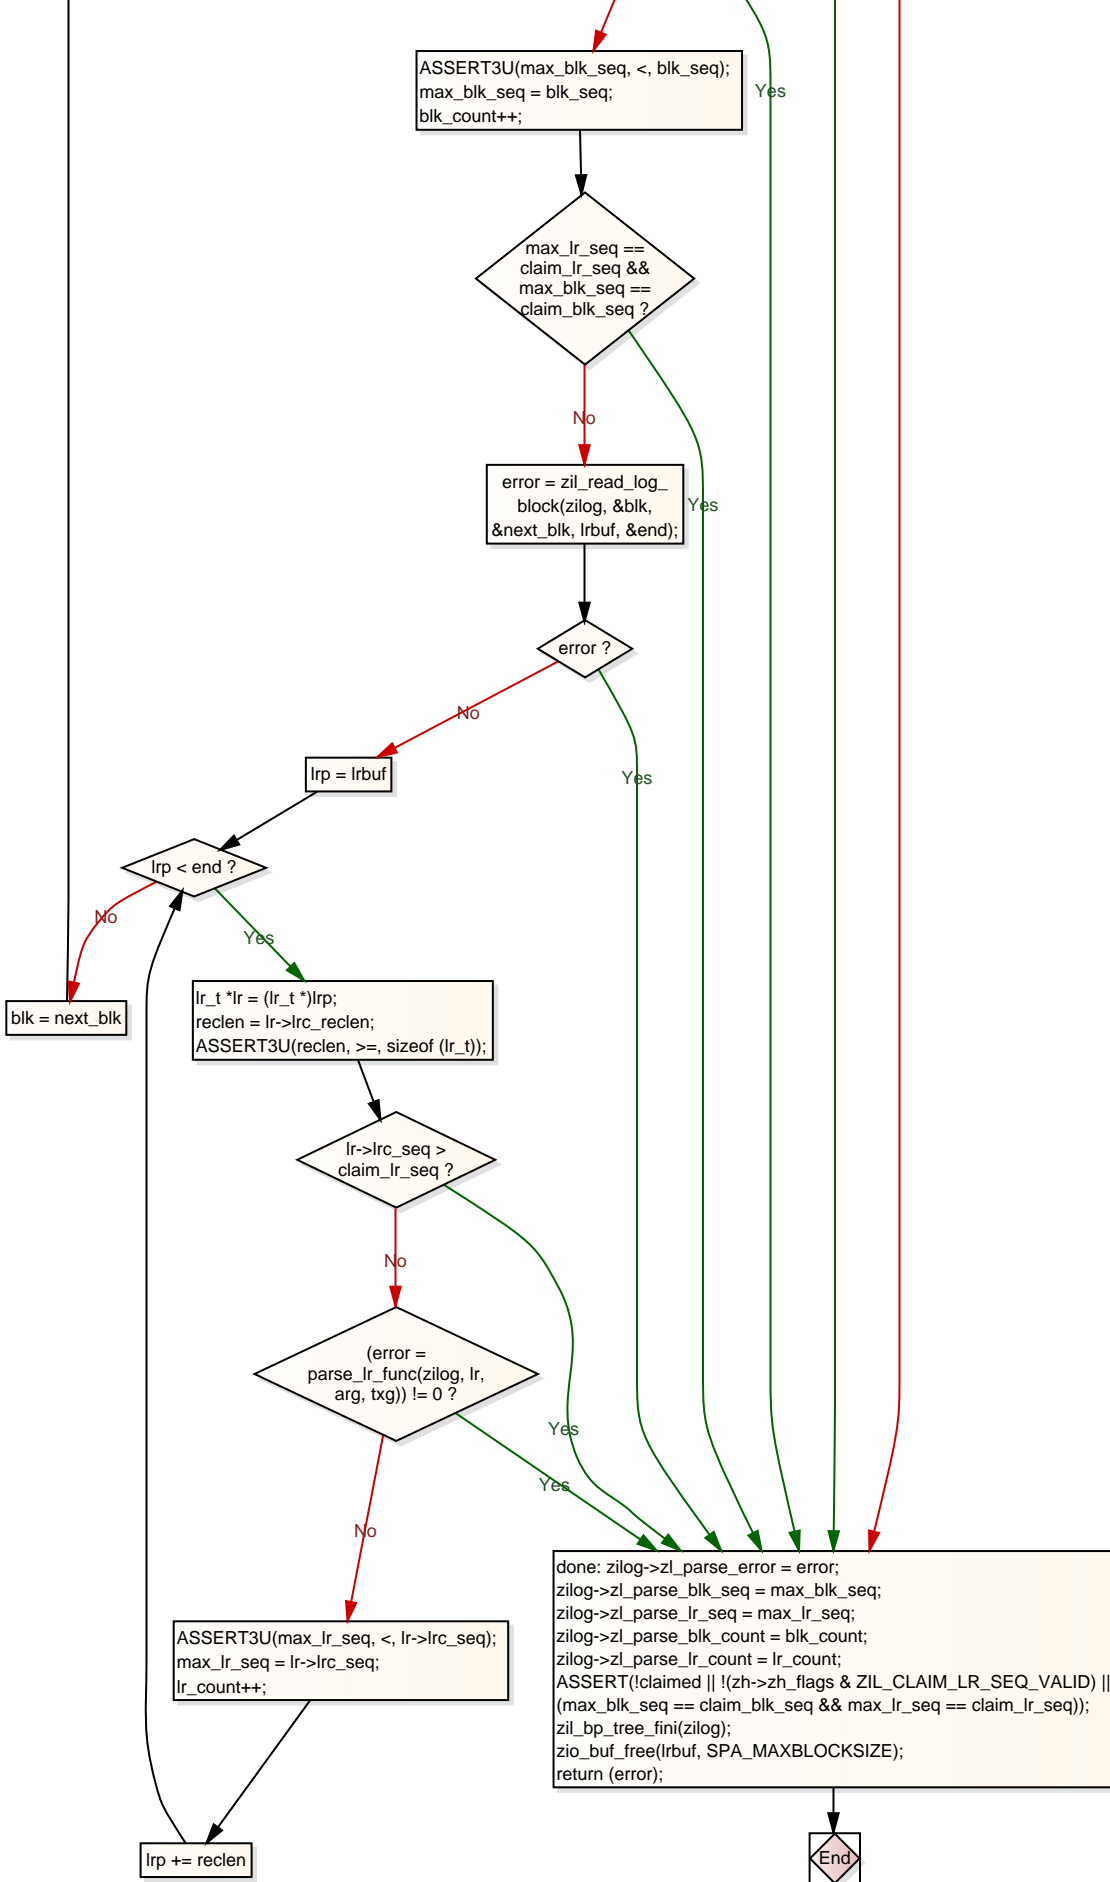 ASSERT3U(max_blk_seq, <, blk_seq);
max_blk_seq = blk_seq;
blk_count++;
Yes
max_lr_seq ==
claim_lr_seq &&
max_blk_seq ==
claim_blk_seq ?
No
error = zil_read_log_
block(zilog, &blk,
&next_blk, lrbuf, &end);
Yes
error ?
No
Yes
lrp = lrbuf
lrp < end ?
No
Yes
blk = next_blk
lr_t *lr = (lr_t *)lrp;
reclen = lr->lrc_reclen;
ASSERT3U(reclen, >=, sizeof (lr_t));
lr->lrc_seq >
claim_lr_seq ?
No
(error =
parse_lr_func(zilog, lr,
arg, txg)) != 0 ?
Yes
Yes
No
done: zilog->zl_parse_error = error;
zilog->zl_parse_blk_seq = max_blk_seq;
zilog->zl_parse_lr_seq = max_lr_seq;
zilog->zl_parse_blk_count = blk_count;
zilog->zl_parse_lr_count = lr_count;
ASSERT(!claimed || !(zh->zh_flags & ZIL_CLAIM_LR_SEQ_VALID) ||
(max_blk_seq == claim_blk_seq && max_lr_seq == claim_lr_seq));
zil_bp_tree_fini(zilog);
zio_buf_free(lrbuf, SPA_MAXBLOCKSIZE);
return (error);
ASSERT3U(max_lr_seq, <, lr->lrc_seq);
max_lr_seq = lr->lrc_seq;
lr_count++;
lrp += reclen
End